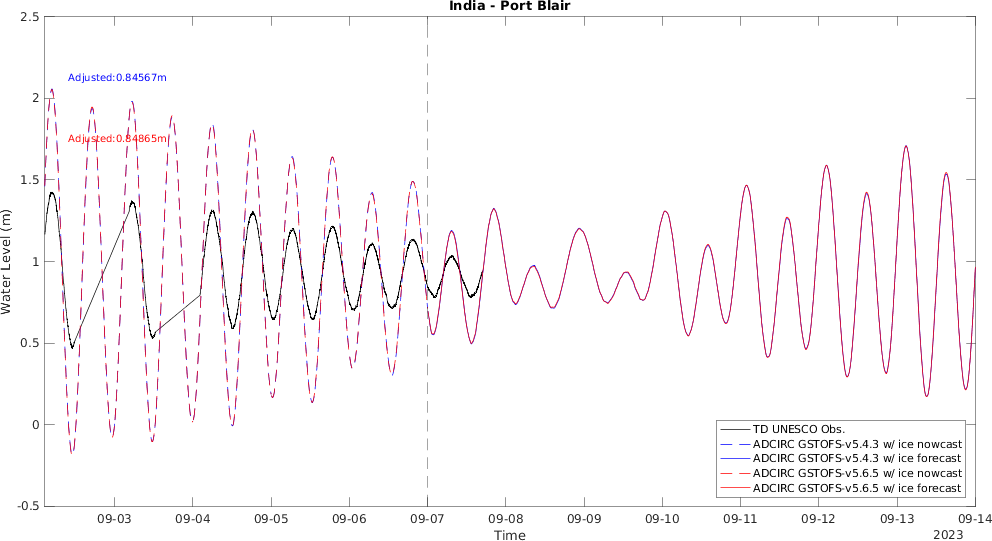 India - Port Blair
2.5
2
1.5
1
0.5
0
-0.5
Water Level (m)
Adjusted:0.84567m
Adjusted:0.84865m
TD UNESCO Obs.
ADCIRC GSTOFS-v5.4.3 w/ ice nowcast
ADCIRC GSTOFS-v5.4.3 w/ ice forecast
ADCIRC GSTOFS-v5.6.5 w/ ice nowcast
ADCIRC GSTOFS-v5.6.5 w/ ice forecast
09-03 09-04 09-05 09-06 09-07 09-08 09-09 09-10 09-11 09-12 09-13 09-14
Time
2023